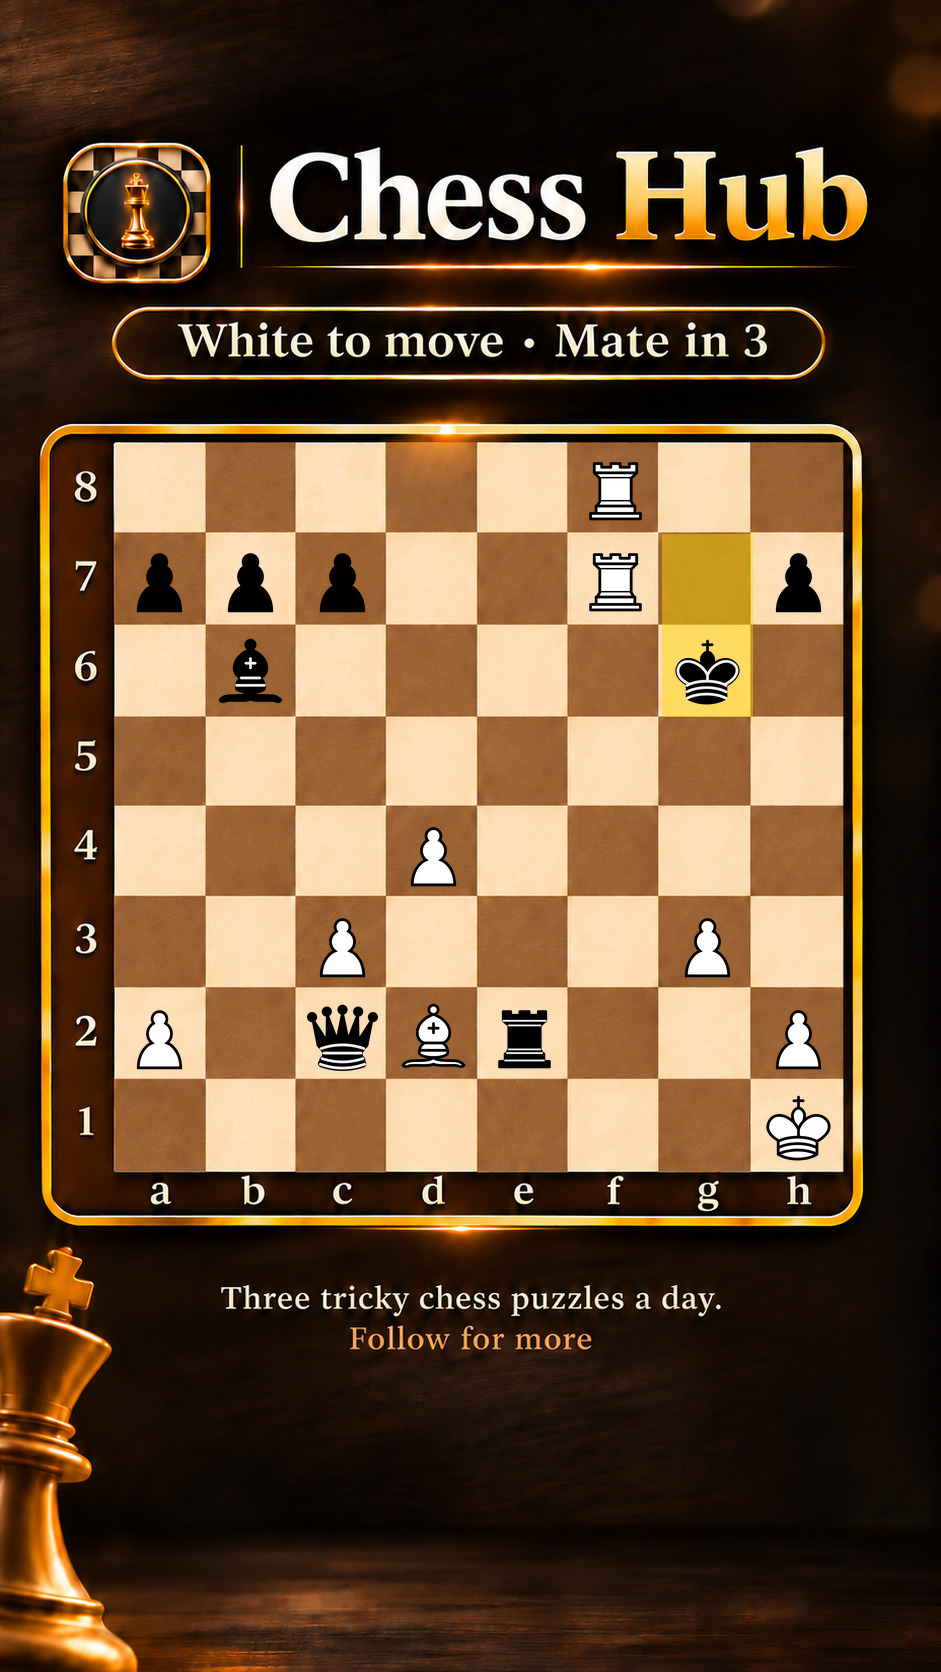 Chess Hub
White to move • Mate in 3
8
7
6
5
4
3
2
1
a b c d e f g h
Three tricky chess puzzles a day.
Follow for more